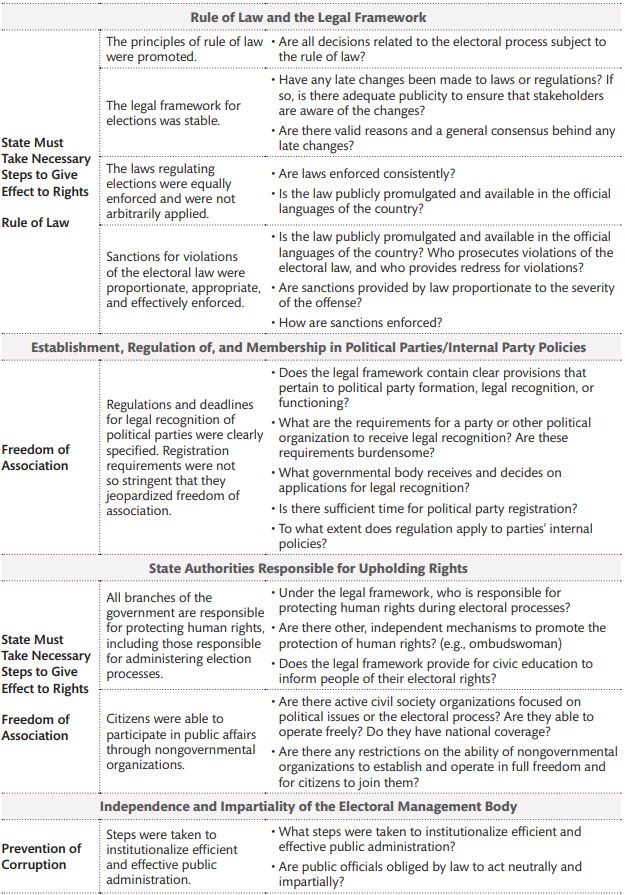 Rule of Law and the Legal Framework
State Must
Take Necessary
Steps to Give
Effect to Rights
Rule of Law
The principles of rule of law
were promoted.
• Are all decisions related to the electoral process subject to
the rule of law?
The legal framework for
elections was stable.
• Have any late changes been made to laws or regulations? If
so, is there adequate publicity to ensure that stakeholders
are aware of the changes?
• Are there valid reasons and a general consensus behind any
late changes?
The laws regulating
elections were equally
enforced and were not
arbitrarily applied.
• Are laws enforced consistently?
• Is the law publicly promulgated and available in the official
languages of the country?
Sanctions for violations
of the electoral law were
proportionate, appropriate,
and effectively enforced.
• Is the law publicly promulgated and available in the official
languages of the country? Who prosecutes violations of the
electoral law, and who provides redress for violations?
• Are sanctions provided by law proportionate to the severity
of the offense?
• How are sanctions enforced?
Establishment, Regulation of, and Membership in Political Parties/Internal Party Policies
Freedom of
Association
Regulations and deadlines
for legal recognition of
political parties were clearly
specified. Registration
requirements were not
so stringent that they
jeopardized freedom of
association.
• Does the legal framework contain clear provisions that
pertain to political party formation, legal recognition, or
functioning?
• What are the requirements for a party or other political
organization to receive legal recognition? Are these
requirements burdensome?
• What governmental body receives and decides on
applications for legal recognition?
• Is there sufficient time for political party registration?
• To what extent does regulation apply to parties' internal
policies?
State Authorities Responsible for Upholding Rights
State Must
Take Necessary
Steps to Give
Effect to Rights
Freedom of
Association
All branches of the
government are responsible
for protecting human rights,
including those responsible
for administering election
processes.
• Under the legal framework, who is responsible for
protecting human rights during electoral processes?
• Are there other, independent mechanisms to promote the
protection of human rights? (e.g., ombudswoman)
• Does the legal framework provide for civic education to
inform people of their electoral rights?
Citizens were able to
participate in public affairs
through nongovernmental
organizations.
• Are there active civil society organizations focused on
political issues or the electoral process? Are they able to
operate freely? Do they have national coverage?
• Are there any restrictions on the ability of nongovernmental
organizations to establish and operate in full freedom and
for citizens to join them?
Independence and Impartiality of the Electoral Management Body
Prevention of
Corruption
Steps were taken to
institutionalize efficient
and effective public
administration.
• What steps were taken to institutionalize efficient and
effective public administration?
• Are public officials obliged by law to act neutrally and
impartially?